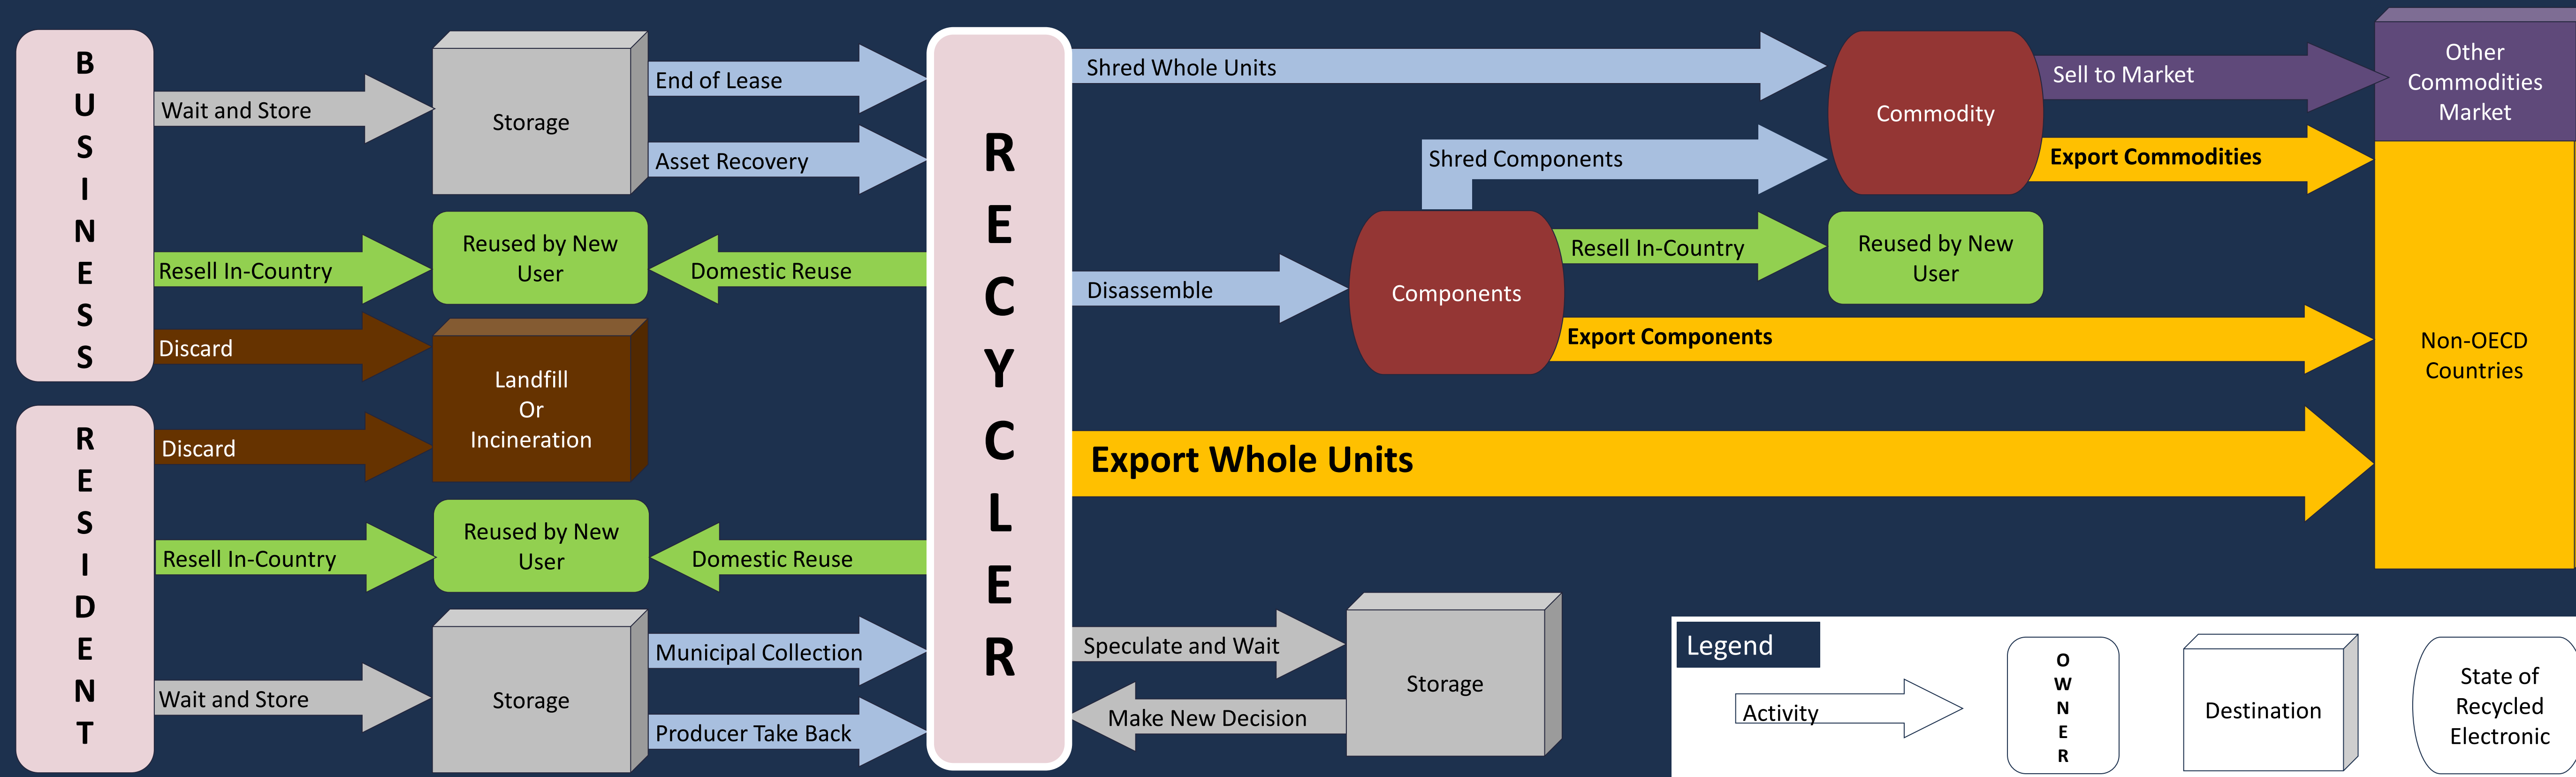 BUSINESS
Wait and Store
Storage
End of Lease
Asset Recovery
Resell In-Country
Reused by New
User
Domestic Reuse
Discard
Landfill
Or
Incineration
RESIDENT
Discard
Resell In-Country
Reused by New
User
Domestic Reuse
Wait and Store
Storage
Municipal Collection
Producer Take Back
RECYCLER
Shred Whole Units
Shred Components
Commodity
Sell to Market
Other
Commodities
Market
Export Commodities
Disassemble
Components
Resell In-Country
Reused by New
User
Export Components
Non-OECD
Countries
Export Whole Units
Speculate and Wait
Make New Decision
Storage
Legend
Activity
OWNER
Destination
State of
Recycled
Electronic